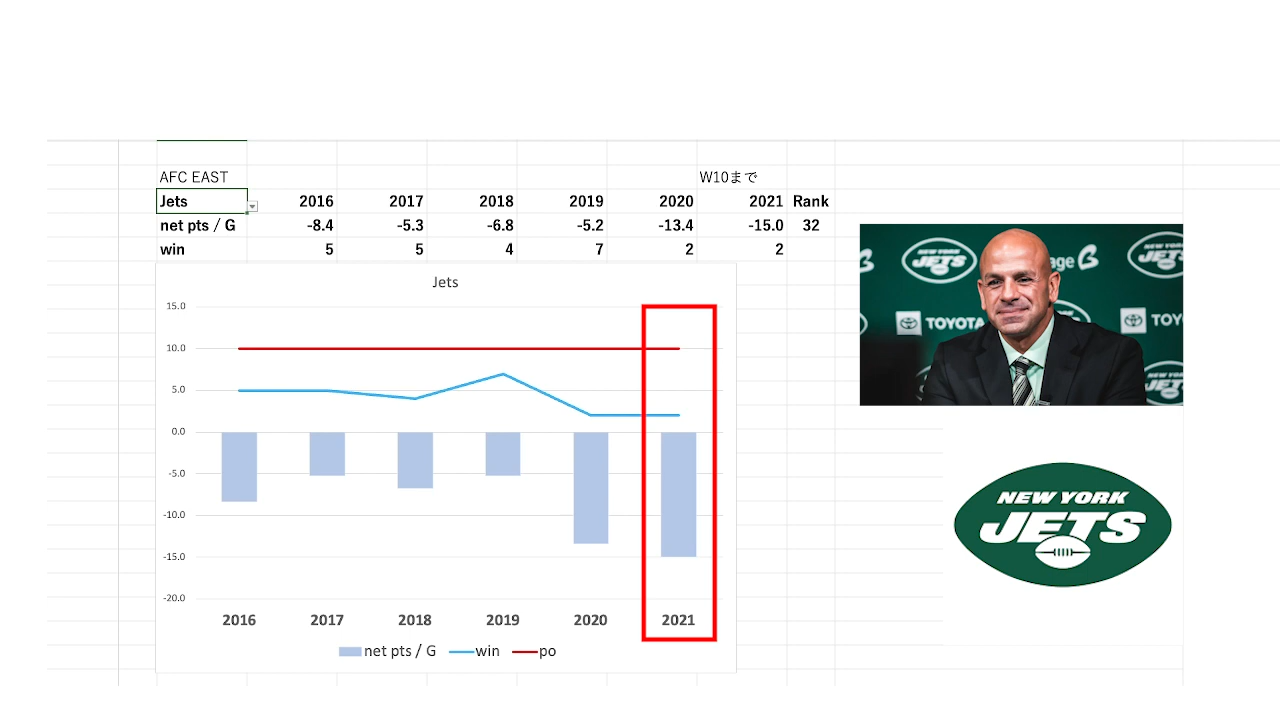 AFC EAST W10まで
Jets 2016 2017 2018 2019 2020 2021 Rank
net pts / G -8.4 -5.3 -6.8 -5.2 -13.4 -15.0 32
win 5 5 4 7 2 2
Jets
15.0
10.0
5.0
0.0
-5.0
-10.0
-15.0
-20.0
2016 2017 2018 2019 2020 2021
net pts / G win po
JETS
age
TOYOTA
TOY
NEW YORK
JETS